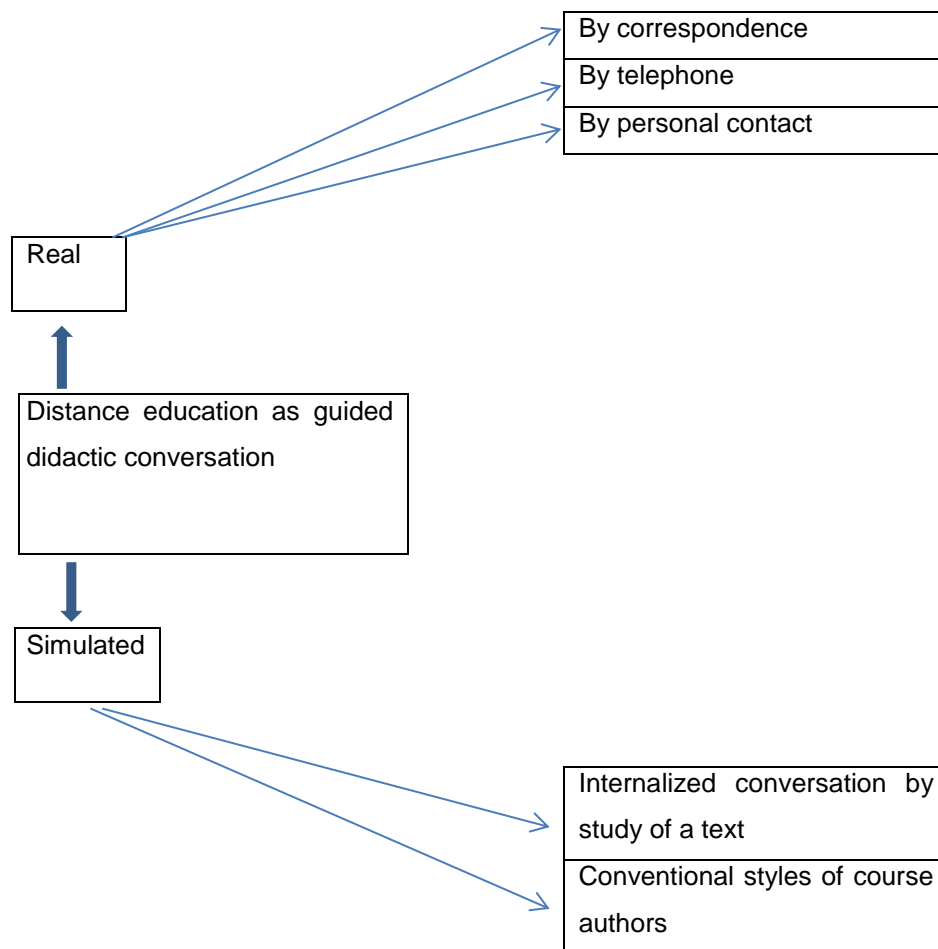 By correspondence
By telephone
By personal contact
Real
Distance education as guided
didactic conversation
Simulated
Internalized conversation by
study of a text
Conventional styles of course
authors